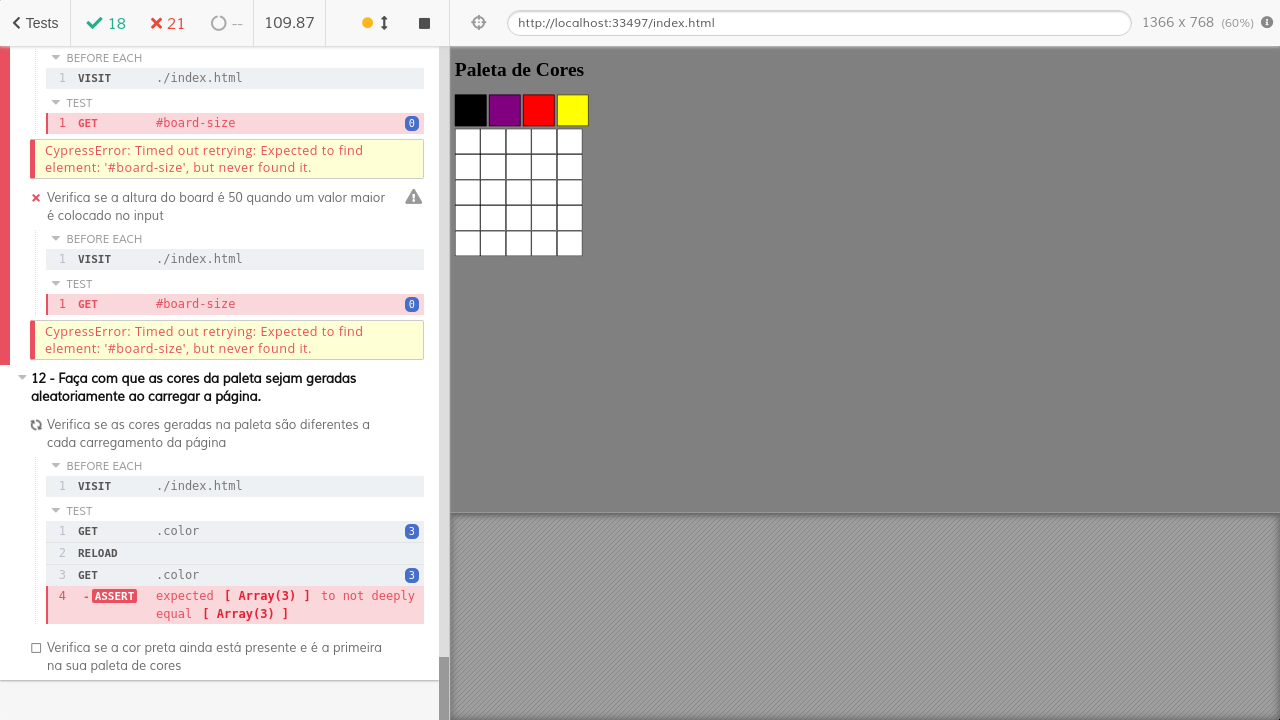 Tests
18
21
--
109.87
http://localhost:33497/index.html
1366 x 768 (60%)
BEFORE EACH
1 VISIT ./index.html
TEST
1 GET #board-size 0
CypressError: Timed out retrying: Expected to find
element: '#board-size', but never found it.
Verifica se a altura do board é 50 quando um valor maior
é colocado no input
BEFORE EACH
1 VISIT ./index.html
TEST
1 GET #board-size 0
CypressError: Timed out retrying: Expected to find
element: '#board-size', but never found it.
12 - Faça com que as cores da paleta sejam geradas
aleatoriamente ao carregar a página.
Verifica se as cores geradas na paleta são diferentes a
cada carregamento da página
BEFORE EACH
1 VISIT ./index.html
TEST
1 GET .color 3
2 RELOAD
3 GET .color 3
4 -ASSERT expected [ Array(3) ] to not deeply
equal [ Array(3) ]
Verifica se a cor preta ainda está presente e é a primeira
na sua paleta de cores
Paleta de Cores